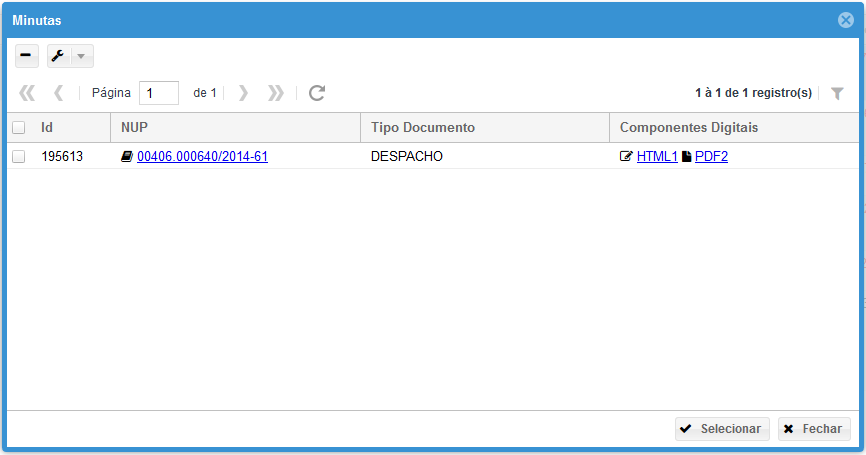 Minutas
Página 1 de 1 1 à 1 de 1 registro(s)
Id NUP Tipo Documento Componentes Digitais
195613 00406.000640/2014-61 DESPACHO HTML1 PDF2
Selecionar Fechar